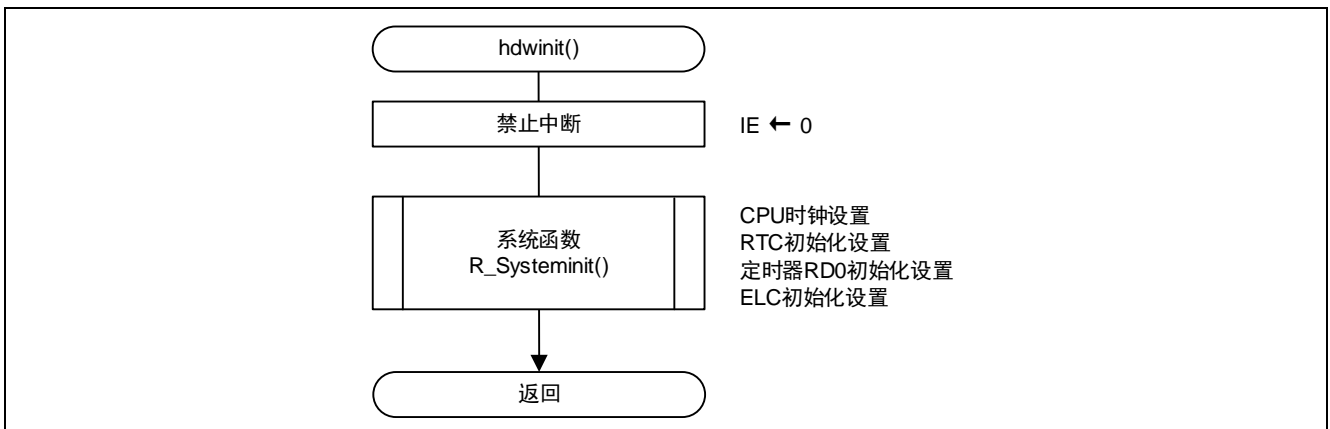 hdwinit()
禁止中断
IE ← 0
系统函数
R_Systeminit()
CPU时钟设置
RTC初始化设置
定时器RD0初始化设置
ELC初始化设置
返回